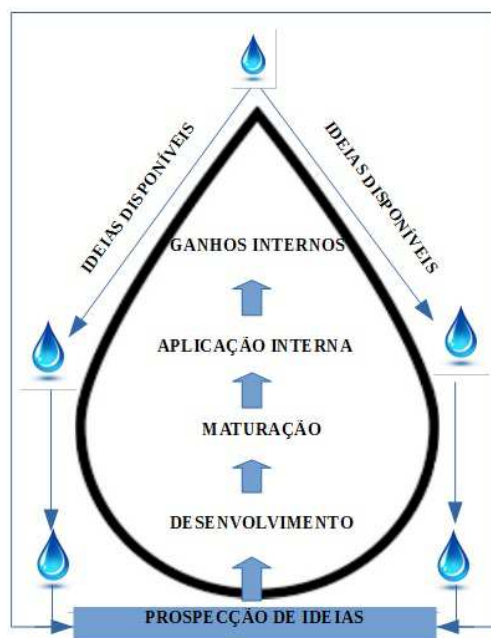 IDEIAS DISPONÍVEIS
IDEIAS DISPONÍVEIS
GANHOS INTERNOS
APLICAÇÃO INTERNA
MATURAÇÃO
DESENVOLVIMENTO
PROSPECÇÃO DE IDEIAS